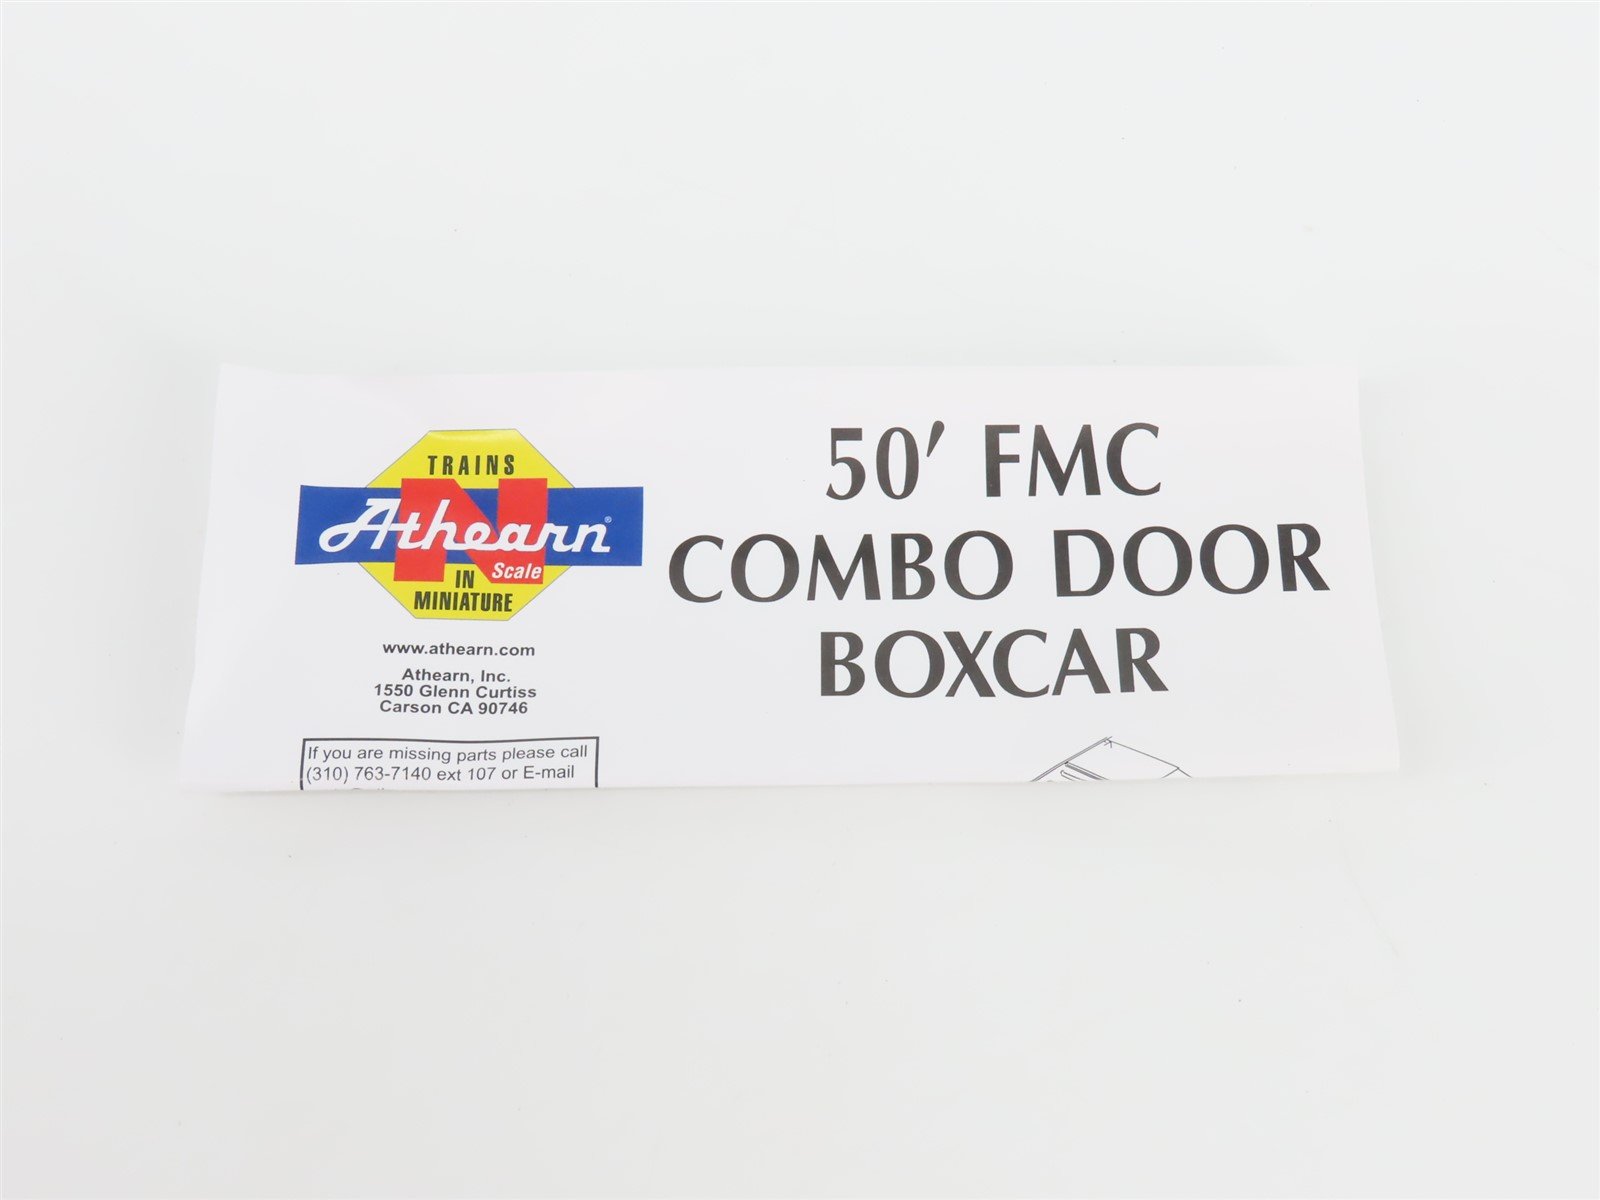 TRAINS
Athearn®
N
Scale
IN
MINIATURE
www.athearn.com
Athearn, Inc.
1550 Glenn Curtiss
Carson CA 90746
If you are missing parts please call
(310) 763-7140 ext 107 or E-mail
50' FMC
COMBO DOOR
BOXCAR